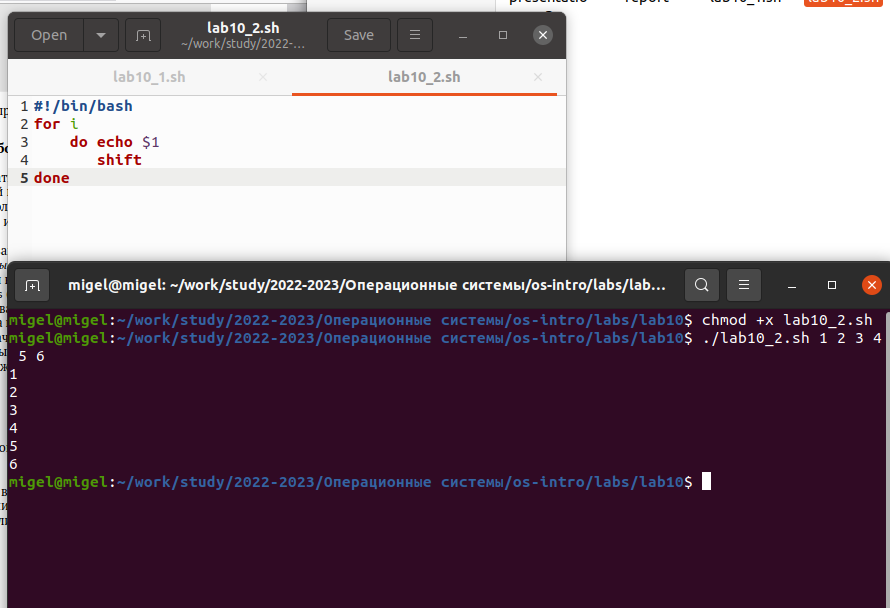 lab10_2.sh
Open
lab10_2.sh
~/work/study/2022-...
Save
lab10_1.sh
lab10_2.sh
1 #!/bin/bash
2 for i
3     do echo $1
4        shift
5 done
migel@migel: ~/work/study/2022-2023/Операционные системы/os-intro/labs/lab...
migel@migel:~/work/study/2022-2023/Операционные системы/os-intro/labs/lab10$ chmod +x lab10_2.sh
migel@migel:~/work/study/2022-2023/Операционные системы/os-intro/labs/lab10$ ./lab10_2.sh 1 2 3 4
 5 6
1
2
3
4
5
6
migel@migel:~/work/study/2022-2023/Операционные системы/os-intro/labs/lab10$